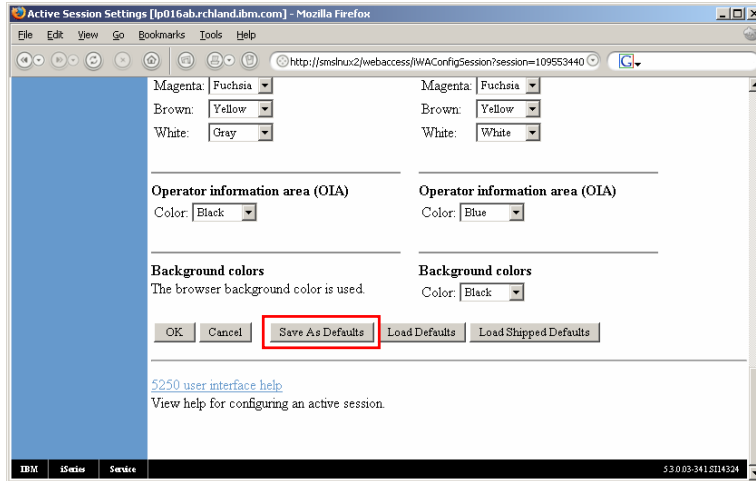 Active Session Settings [lp016ab.rchland.ibm.com] - Mozilla Firefox
File Edit View Go Bookmarks Tools Help
http://smslnux2/webaccess/iWAConfigSession?session=109553440 G
Magenta: Fuchsia Magenta: Fuchsia
Brown: Yellow Brown: Yellow
White: Gray White: White
Operator information area (OIA) Operator information area (OIA)
Color: Black Color: Blue
Background colors Background colors
The browser background color is used. Color: Black
OK Cancel Save As Defaults Load Defaults Load Shipped Defaults
5250 user interface help
View help for configuring an active session.
IBM iSeries Service 5.3.0.03-341.SI14324